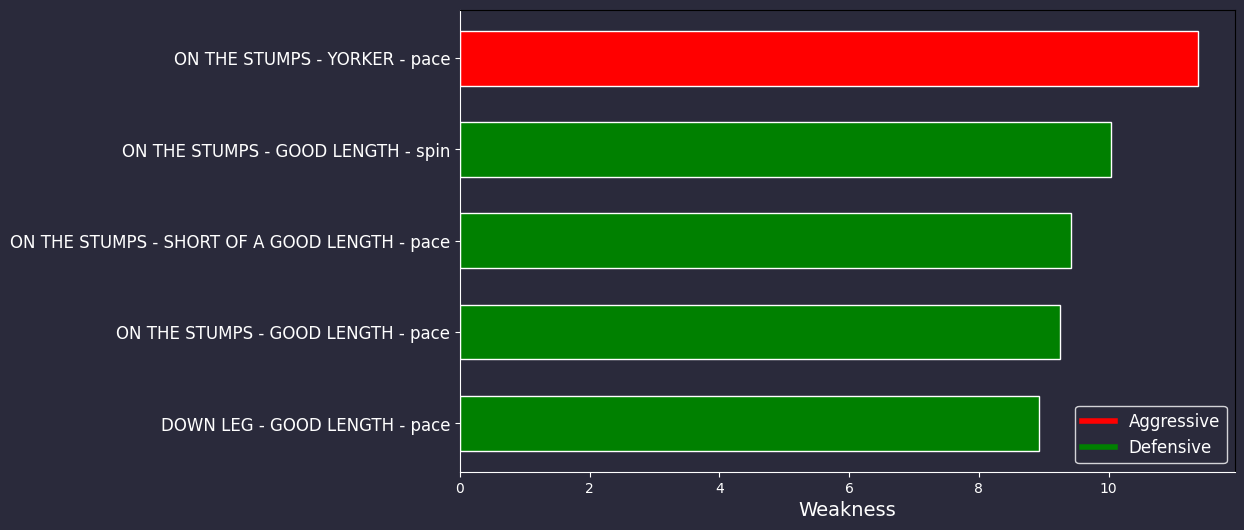 ON THE STUMPS - YORKER - pace
ON THE STUMPS - GOOD LENGTH - spin
ON THE STUMPS - SHORT OF A GOOD LENGTH - pace
ON THE STUMPS - GOOD LENGTH - pace
DOWN LEG - GOOD LENGTH - pace
Aggressive
Defensive
0 2 4 6 8 10
Weakness